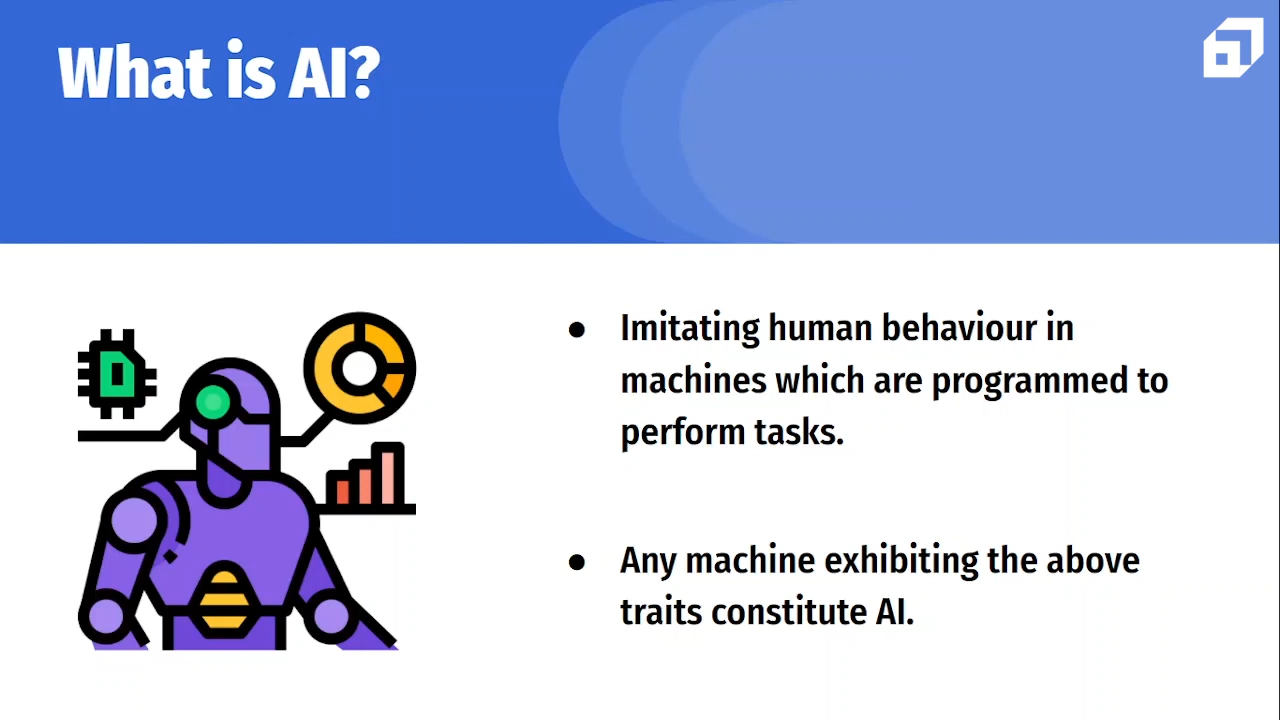 What is AI?
● Imitating human behaviour in
machines which are programmed to
perform tasks.
● Any machine exhibiting the above
traits constitute AI.